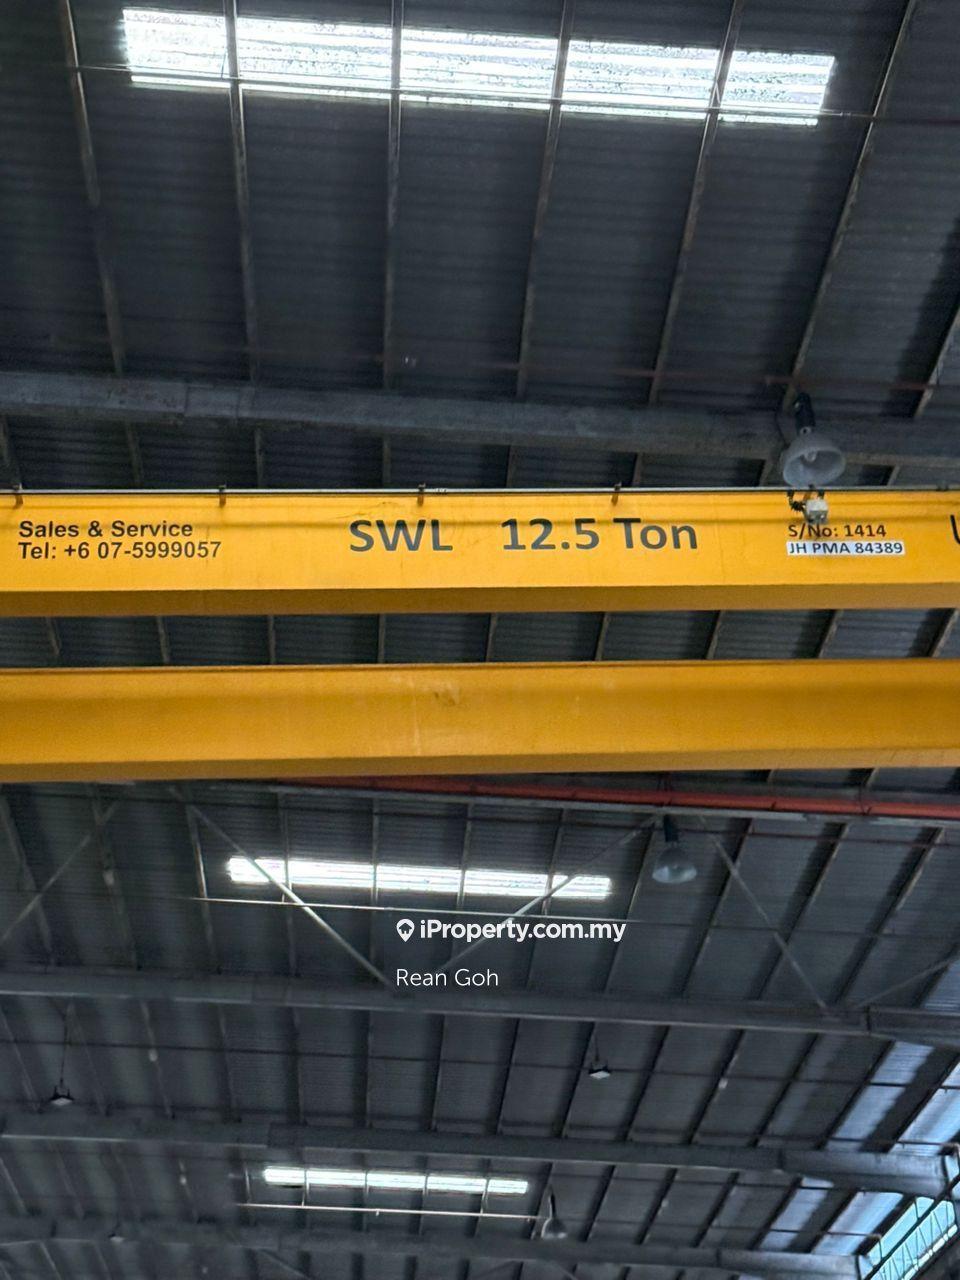 Sales & Service
Tel: +6 07-5999057
SWL 12.5 Ton
S/No: 1414
JH PMA 84389
iProperty.com.my
Rean Goh